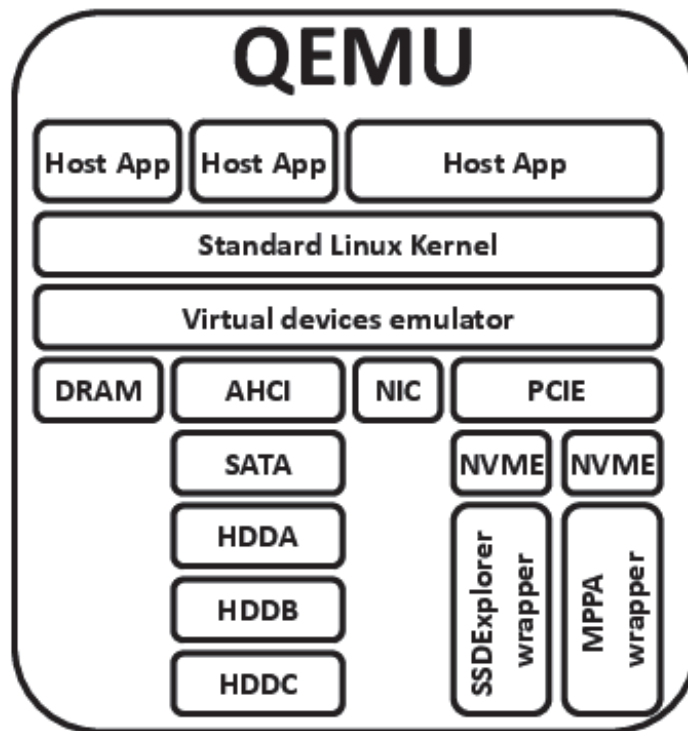 QEMU
Host App
Host App
Host App
Standard Linux Kernel
Virtual devices emulator
DRAM
AHCI
NIC
PCIE
SATA
NVME
NVME
HDDA
HDDB
HDDC
SSDExplorer
wrapper
MPPA
wrapper